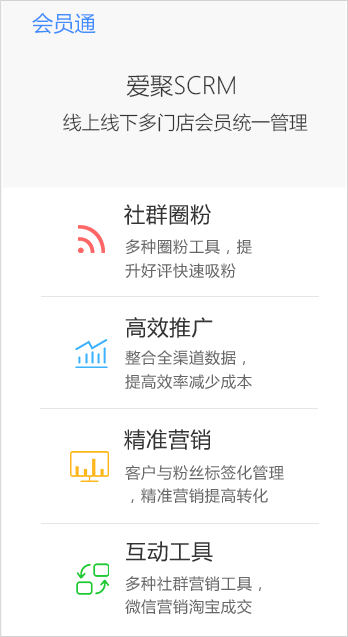 会员通
爱聚SCRM
线上线下多门店会员统一管理
社群圈粉
多种圈粉工具，提
升好评快速吸粉
高效推广
整合全渠道数据，
提高效率减少成本
精准营销
客户与粉丝标签化管理
，精准营销提高转化
互动工具
多种社群营销工具，
微信营销淘宝成交